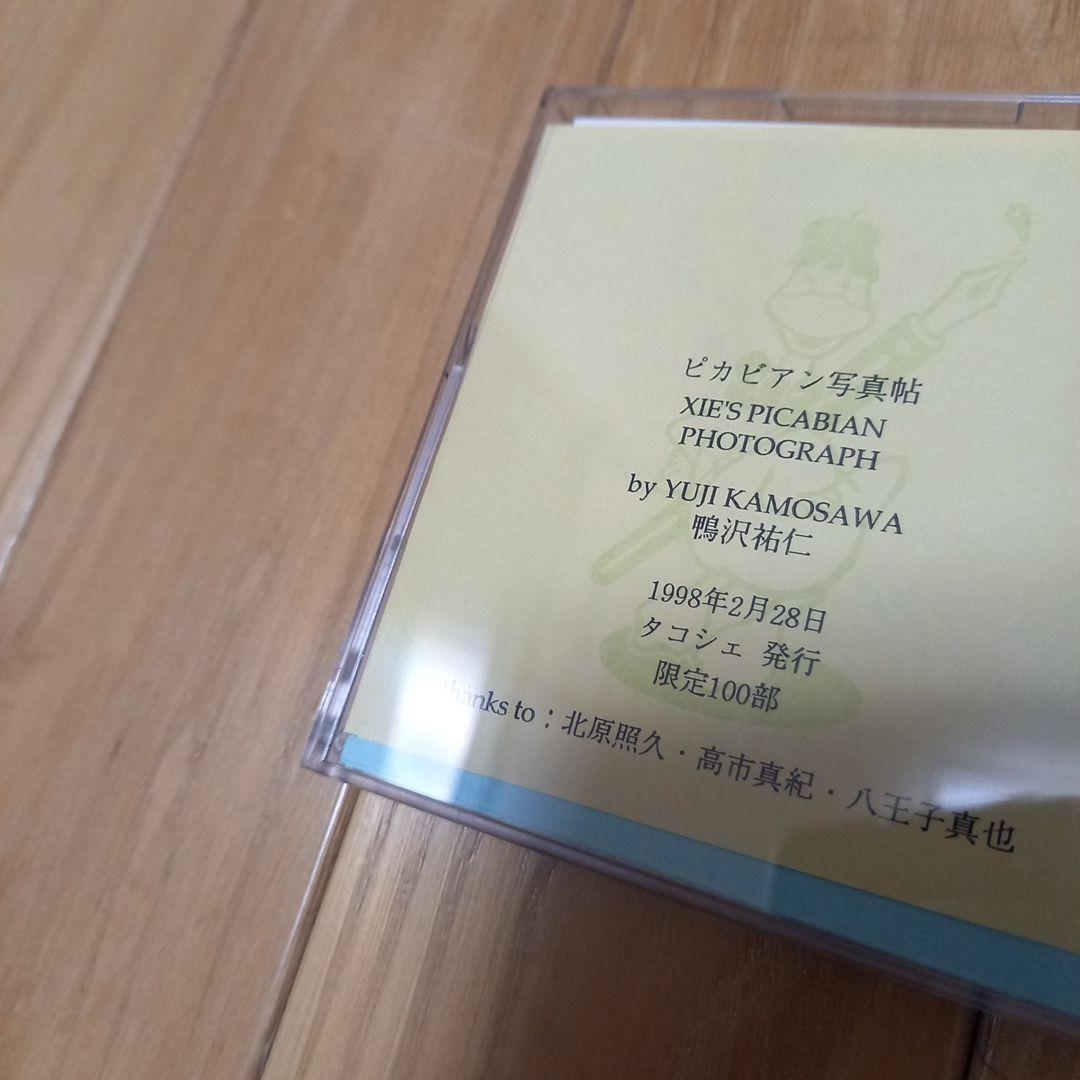 ピカビアン写真帖
XIE'S PICABIAN
PHOTOGRAPH
by YUJI KAMOSAWA
鴨沢祐仁
1998年2月28日
タコシェ 発行
限定100部
thanks to：北原照久・高市真紀・八王子真也